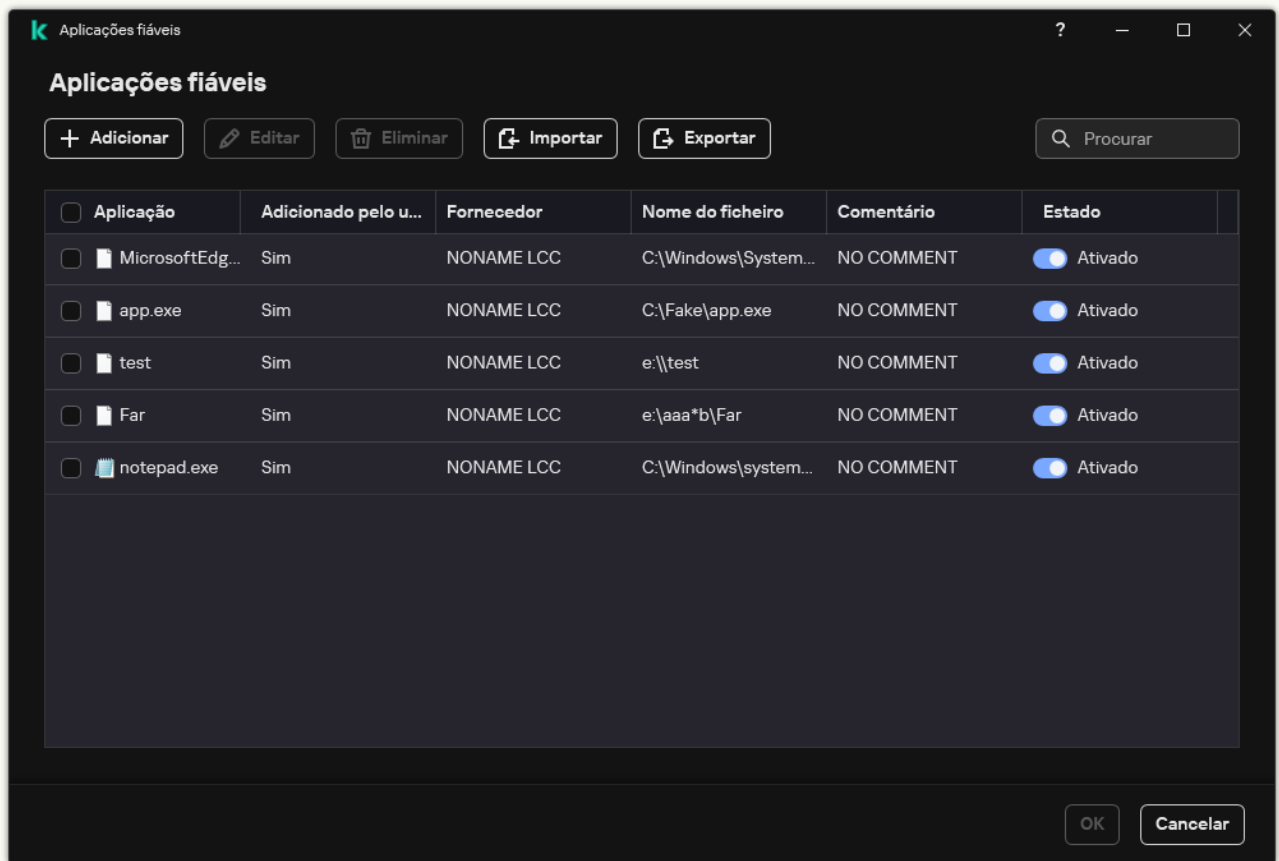 Aplicações fiáveis
?
Aplicações fiáveis
Adicionar Editar Eliminar Importar Exportar Procurar
Aplicação Adicionado pelo u... Fornecedor Nome do ficheiro Comentário Estado
MicrosoftEdg... Sim NONAME LCC C:\Windows\System... NO COMMENT Ativado
app.exe Sim NONAME LCC C:\Fake\app.exe NO COMMENT Ativado
test Sim NONAME LCC e:\\test NO COMMENT Ativado
Far Sim NONAME LCC e:\aaa*b\Far NO COMMENT Ativado
notepad.exe Sim NONAME LCC C:\Windows\system... NO COMMENT Ativado
OK Cancelar